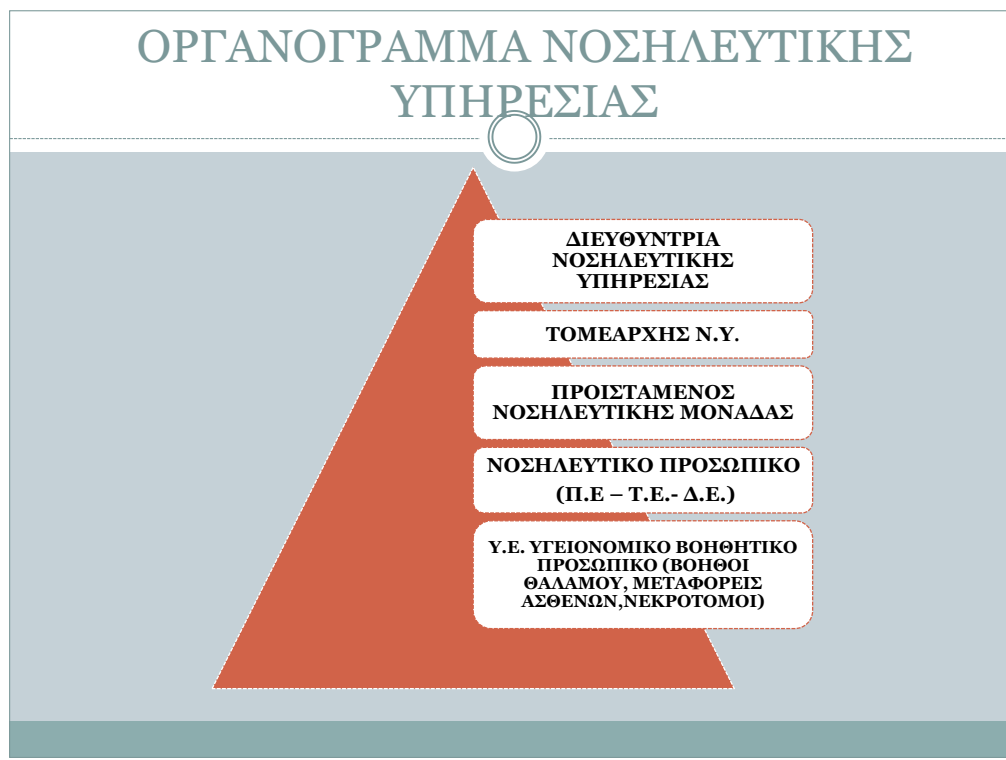 ΟΡΓΑΝΟΓΡΑΜΜΑ ΝΟΣΗΛΕΥΤΙΚΗΣ
ΥΠΗΡΕΣΙΑΣ
ΔΙΕΥΘΥΝΤΡΙΑ
ΝΟΣΗΛΕΥΤΙΚΗΣ
ΥΠΗΡΕΣΙΑΣ
ΤΟΜΕΑΡΧΗΣ Ν.Υ.
ΠΡΟΙΣΤΑΜΕΝΟΣ
ΝΟΣΗΛΕΥΤΙΚΗΣ ΜΟΝΑΔΑΣ
ΝΟΣΗΛΕΥΤΙΚΟ ΠΡΟΣΩΠΙΚΟ
(Π.Ε – Τ.Ε.- Δ.Ε.)
Υ.Ε. ΥΓΕΙΟΝΟΜΙΚΟ ΒΟΗΘΗΤΙΚΟ
ΠΡΟΣΩΠΙΚΟ (ΒΟΗΘΟΙ
ΘΑΛΑΜΟΥ, ΜΕΤΑΦΟΡΕΙΣ
ΑΣΘΕΝΩΝ,ΝΕΚΡΟΤΟΜΟΙ)